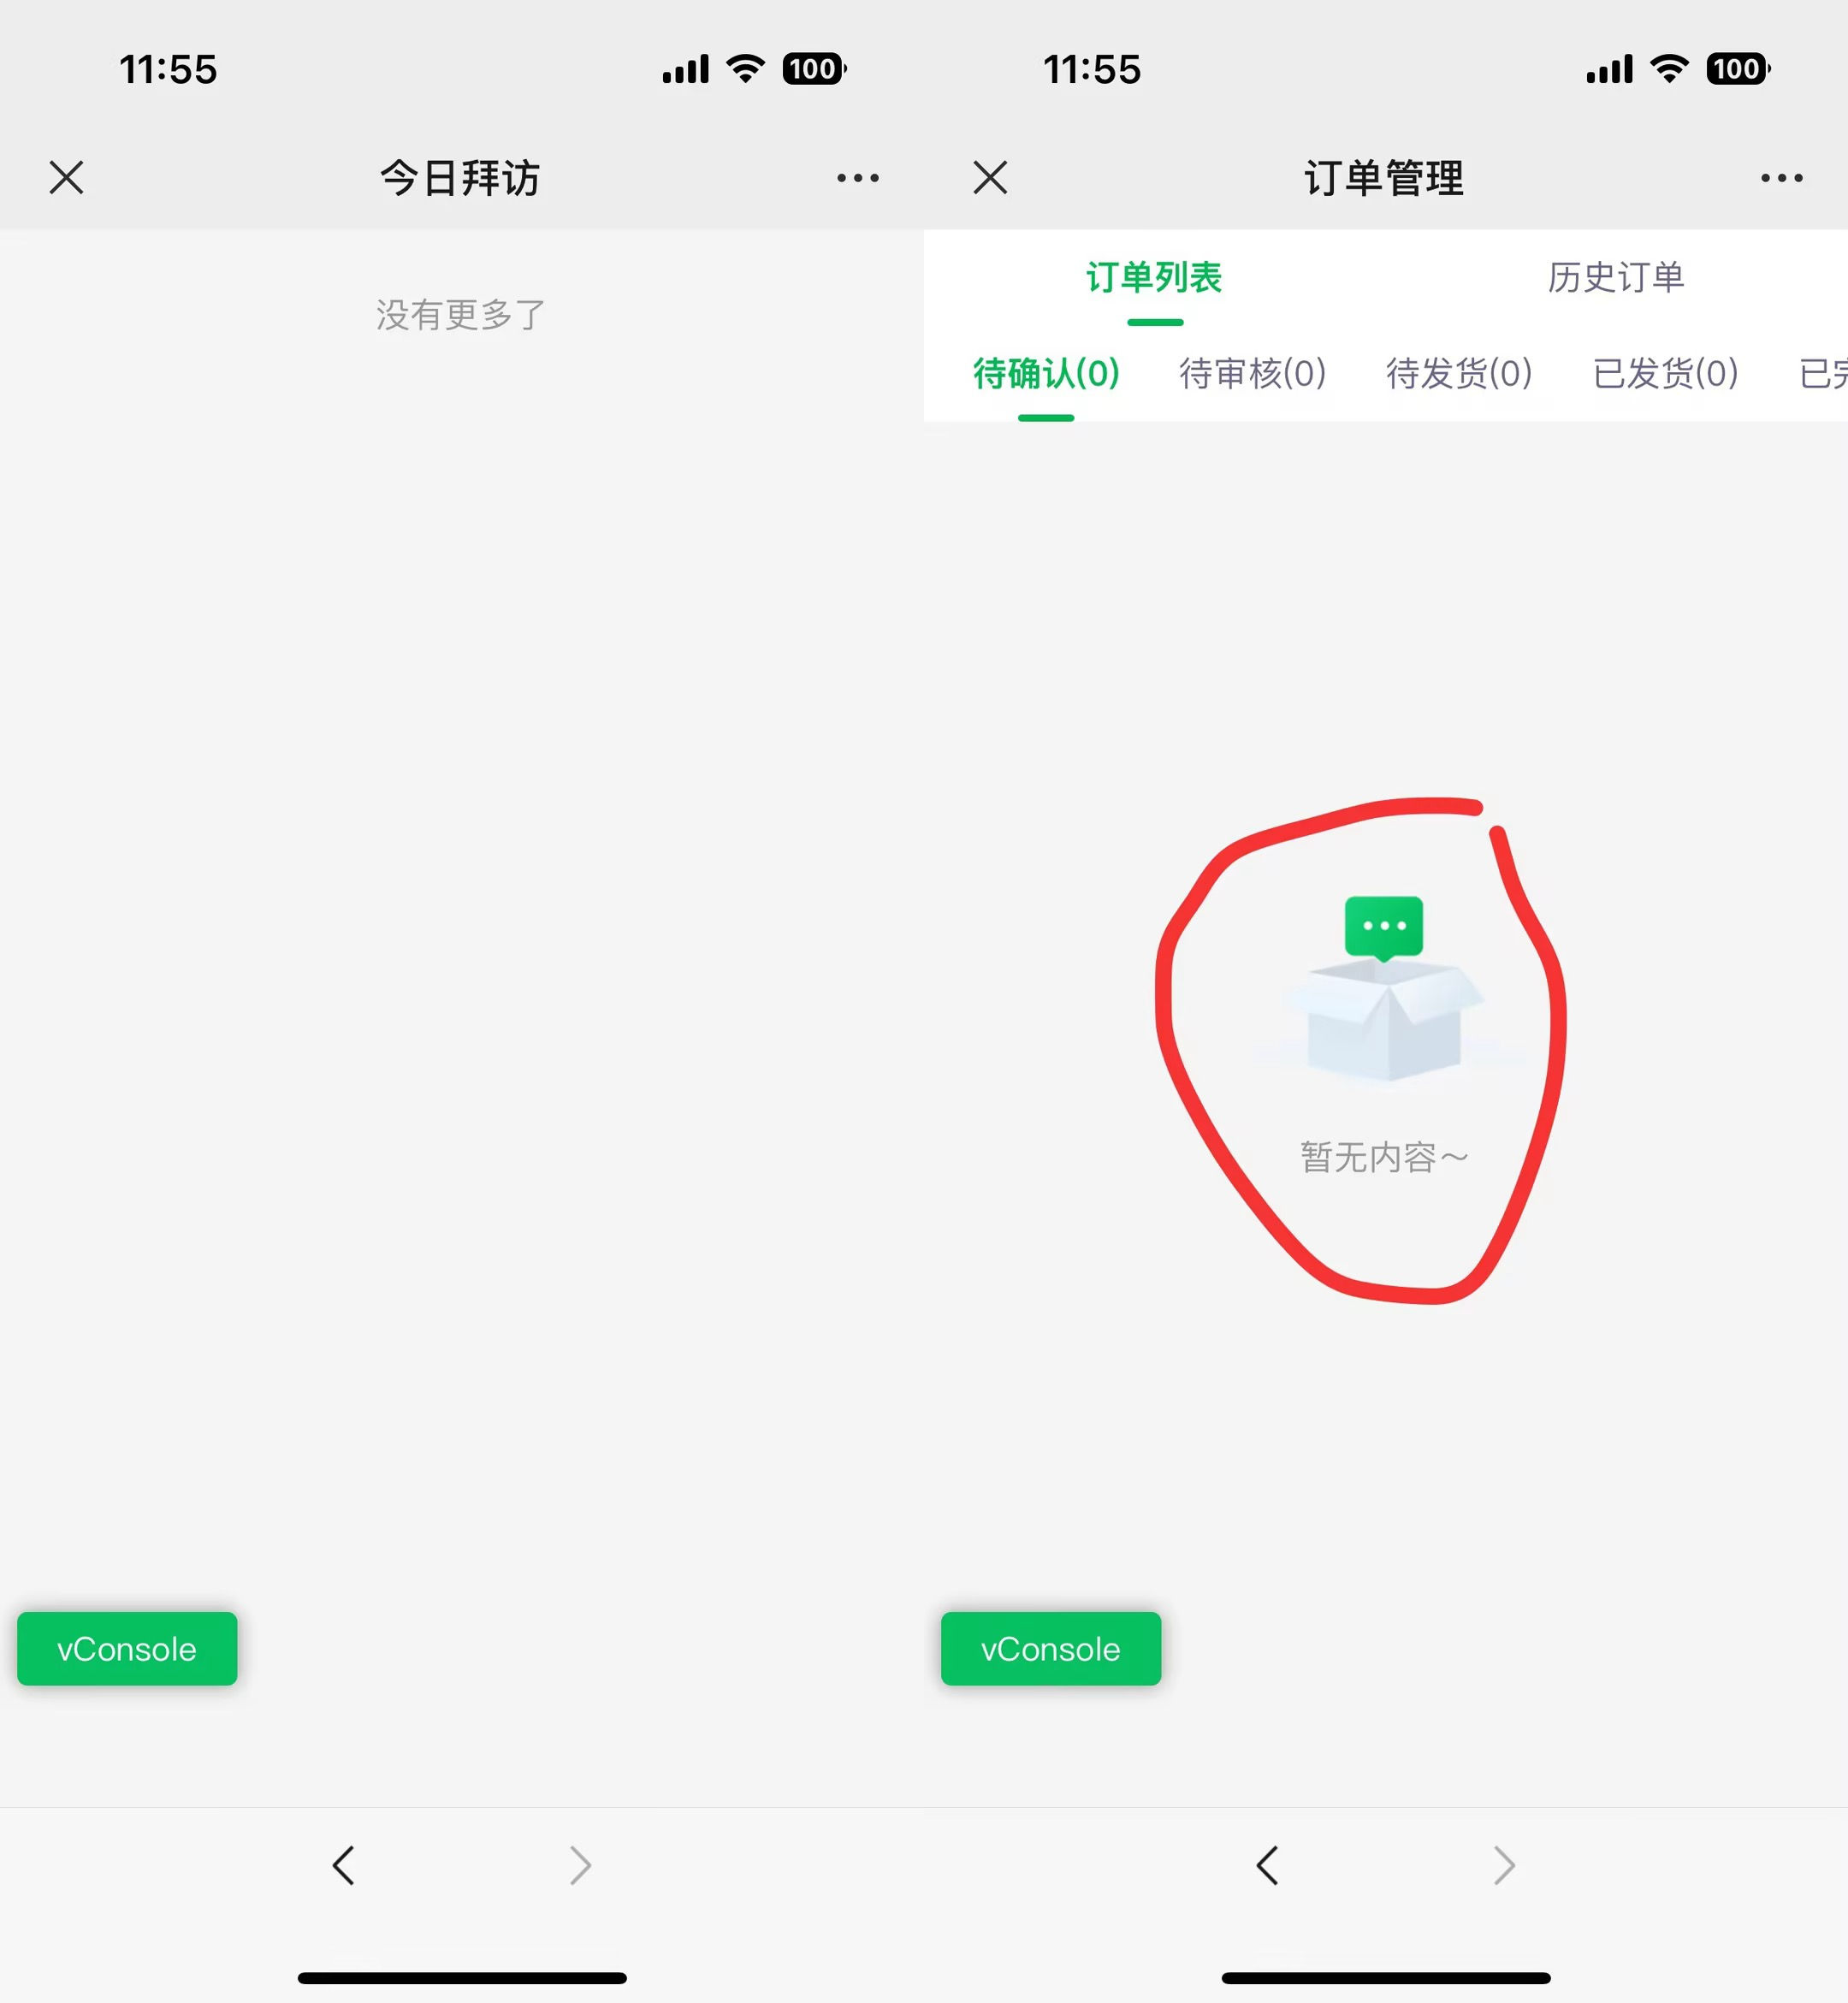 11:55
100
今日拜访
没有更多了
vConsole
11:55
100
订单管理
订单列表
历史订单
待确认(0)
待审核(0)
待发货(0)
已发货(0)
已
暂无内容～
vConsole